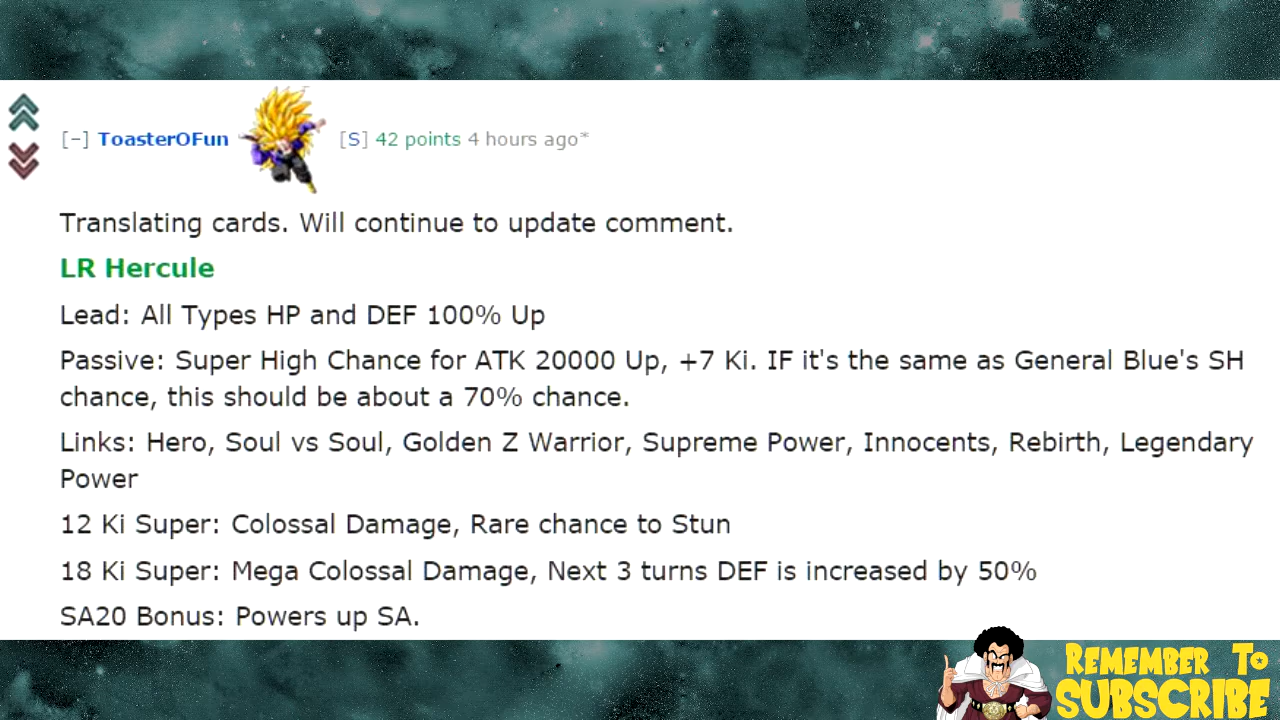 [−] ToasterOFun [S] 42 points 4 hours ago*
Translating cards. Will continue to update comment.
LR Hercule
Lead: All Types HP and DEF 100% Up
Passive: Super High Chance for ATK 20000 Up, +7 Ki. IF it's the same as General Blue's SH
chance, this should be about a 70% chance.
Links: Hero, Soul vs Soul, Golden Z Warrior, Supreme Power, Innocents, Rebirth, Legendary
Power
12 Ki Super: Colossal Damage, Rare chance to Stun
18 Ki Super: Mega Colossal Damage, Next 3 turns DEF is increased by 50%
SA20 Bonus: Powers up SA.
REMEMBER TO
SUBSCRIBE